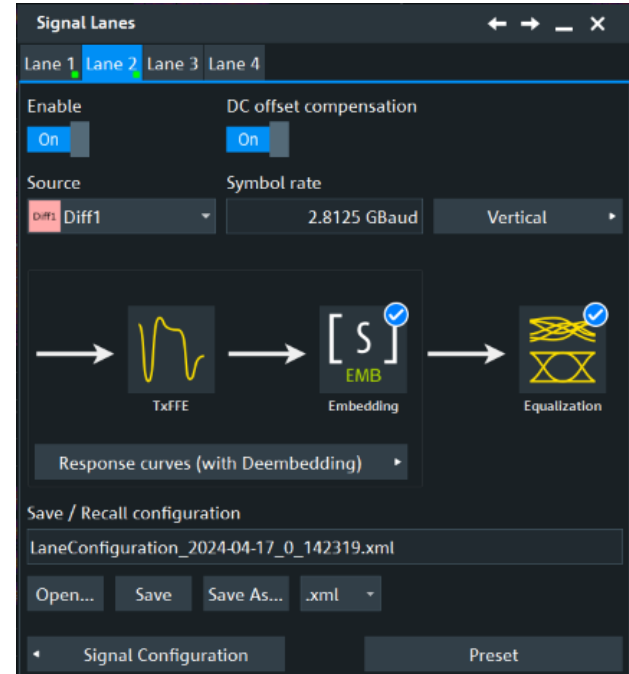 Signal Lanes
Lane 1 Lane 2 Lane 3 Lane 4
Enable DC offset compensation
On On
Source Symbol rate
Diff1 Diff1 2.8125 GBaud Vertical
[S]
EMB
TxFFE Embedding Equalization
Response curves (with Deembedding)
Save / Recall configuration
LaneConfiguration_2024-04-17_0_142319.xml
Open... Save Save As... .xml
Signal Configuration Preset